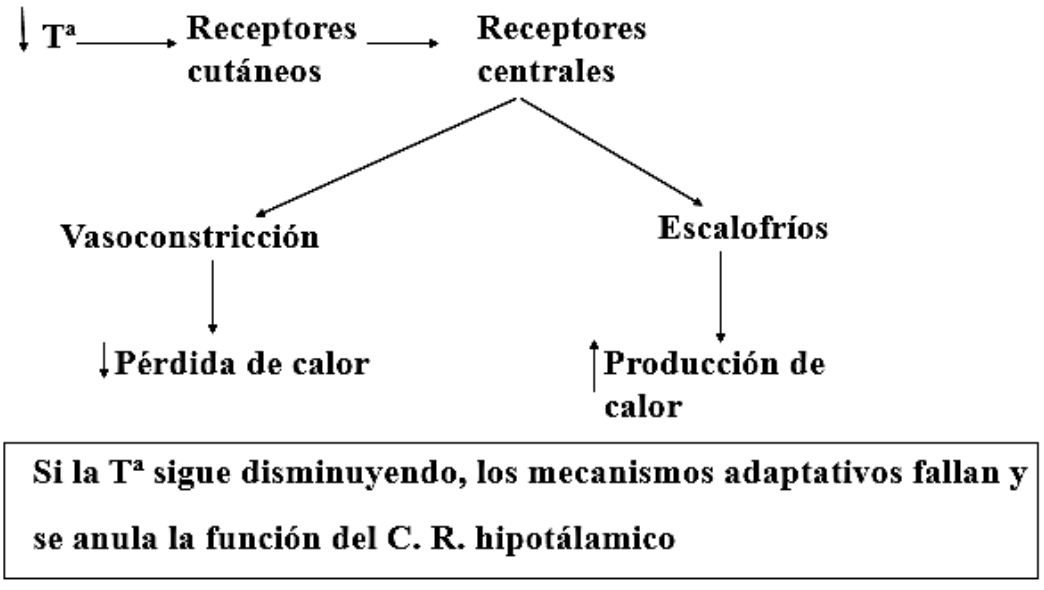 Tª
Receptores
cutáneos
Receptores
centrales
Vasoconstricción
Escalofríos
Pérdida de calor
Producción de
calor
Si la Tª sigue disminuyendo, los mecanismos adaptativos fallan y
se anula la función del C. R. hipotálamico